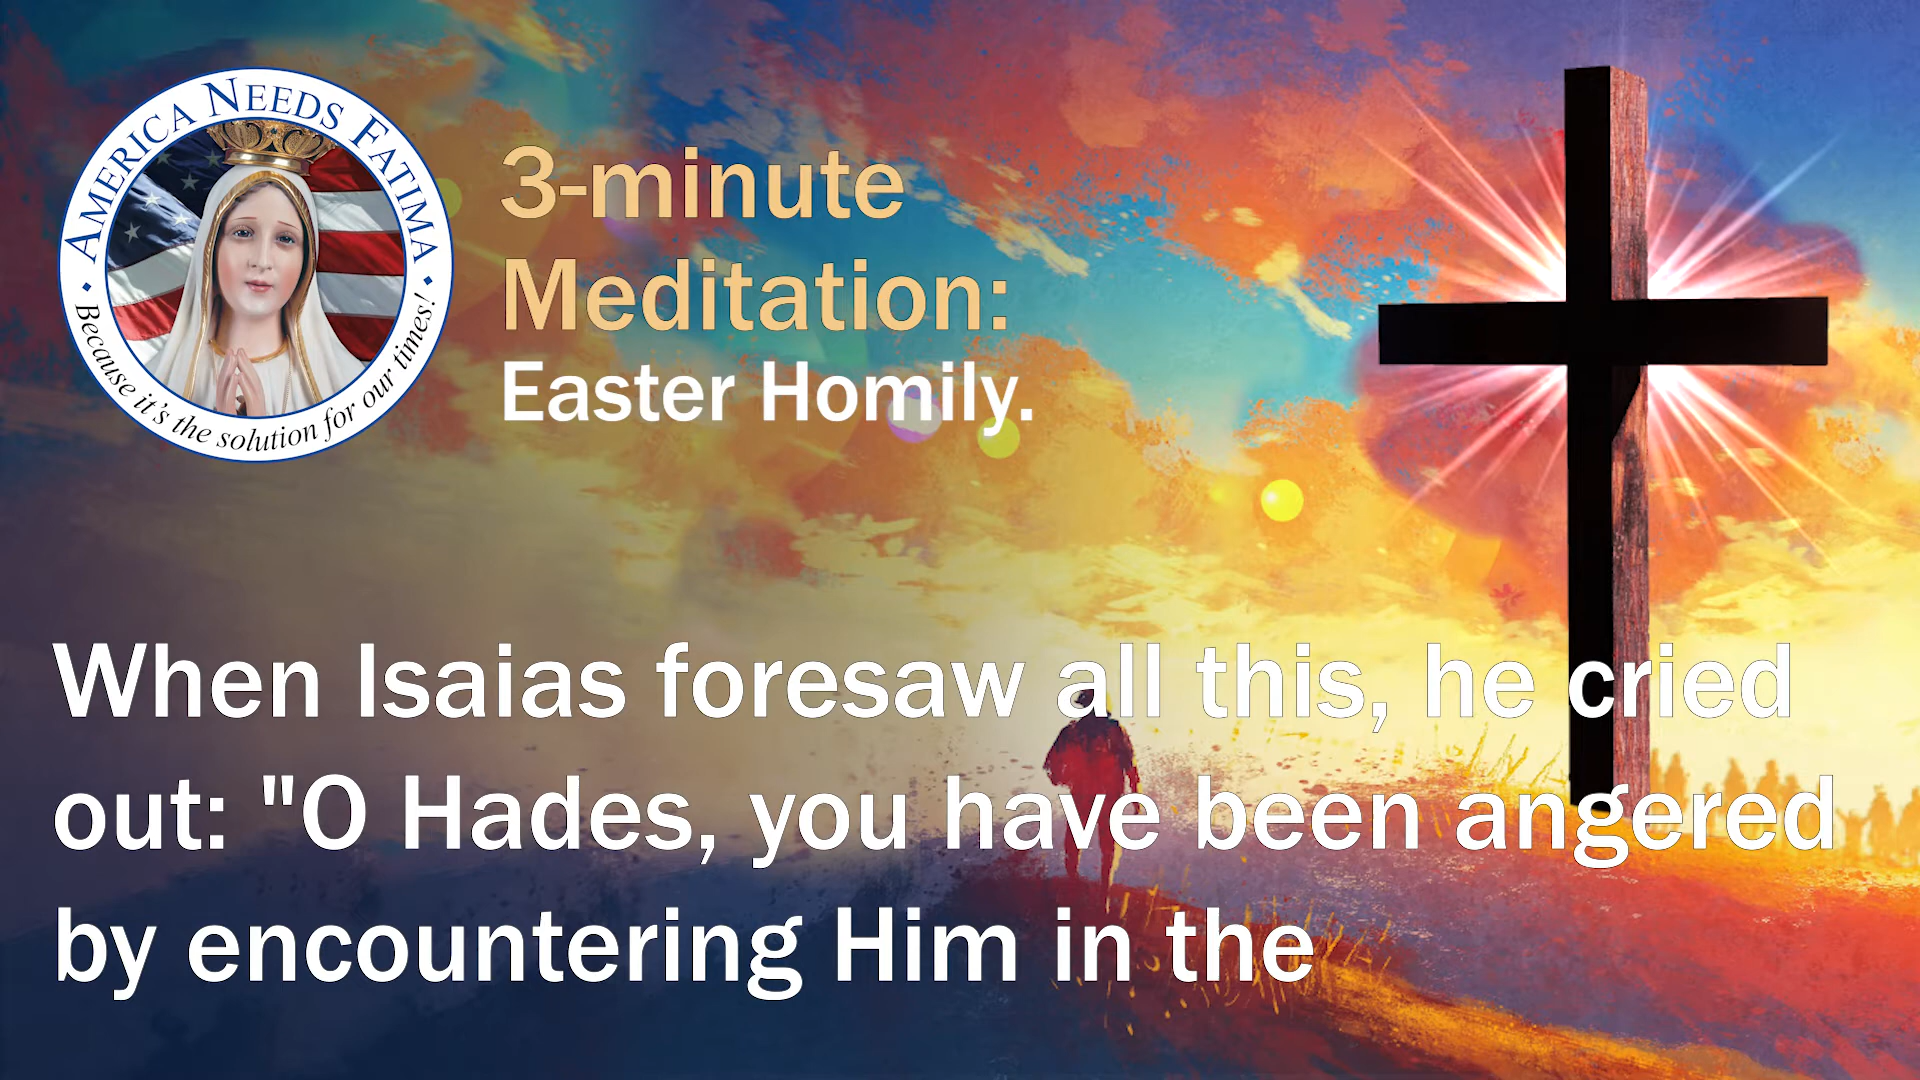 AMERICA NEEDS FATIMA
Because it's the solution for our times!
3-minute
Meditation:
Easter Homily.
When Isaias foresaw all this, he cried
out: "O Hades, you have been angered
by encountering Him in the